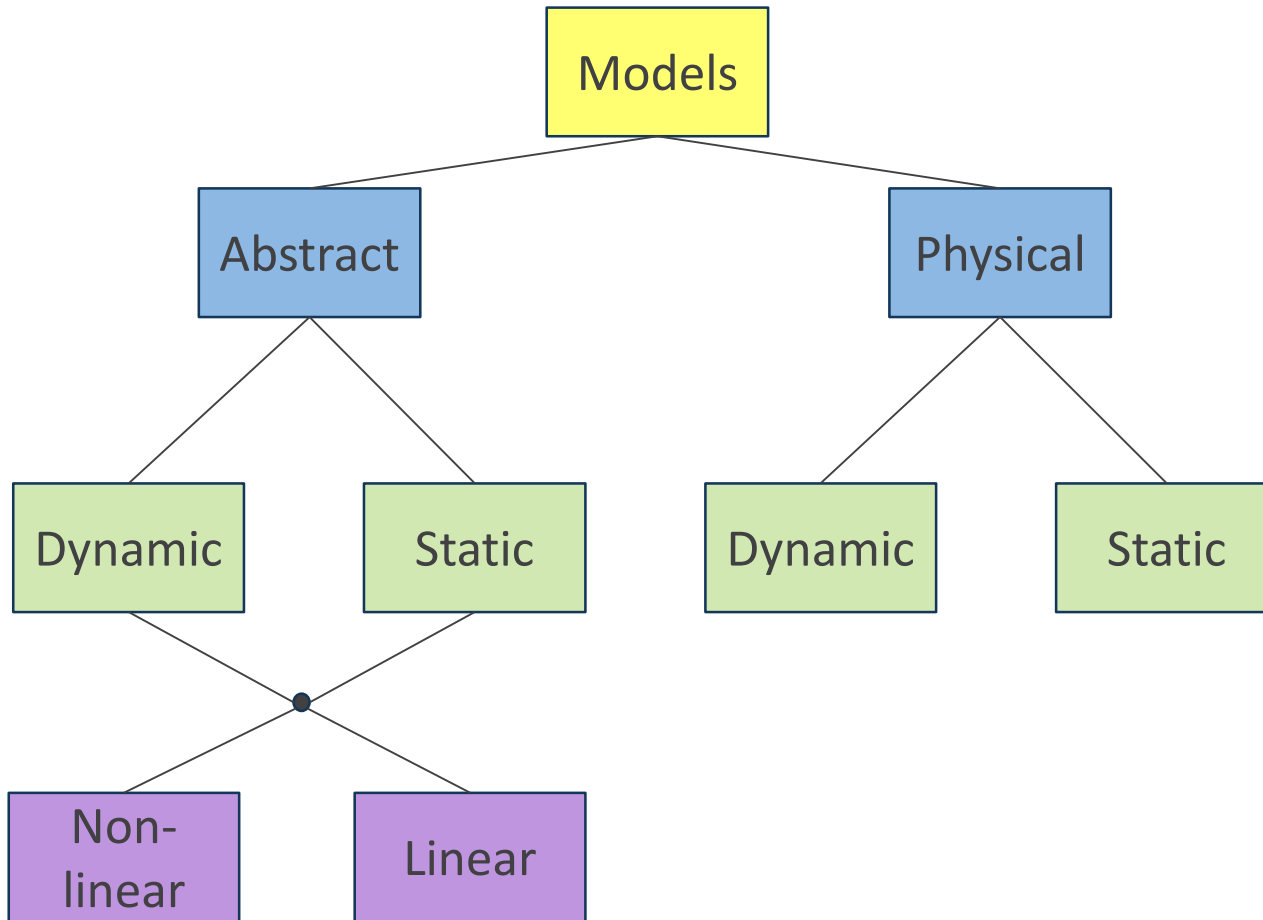 Models
Abstract
Physical
Dynamic
Static
Dynamic
Static
Non-
linear
Linear